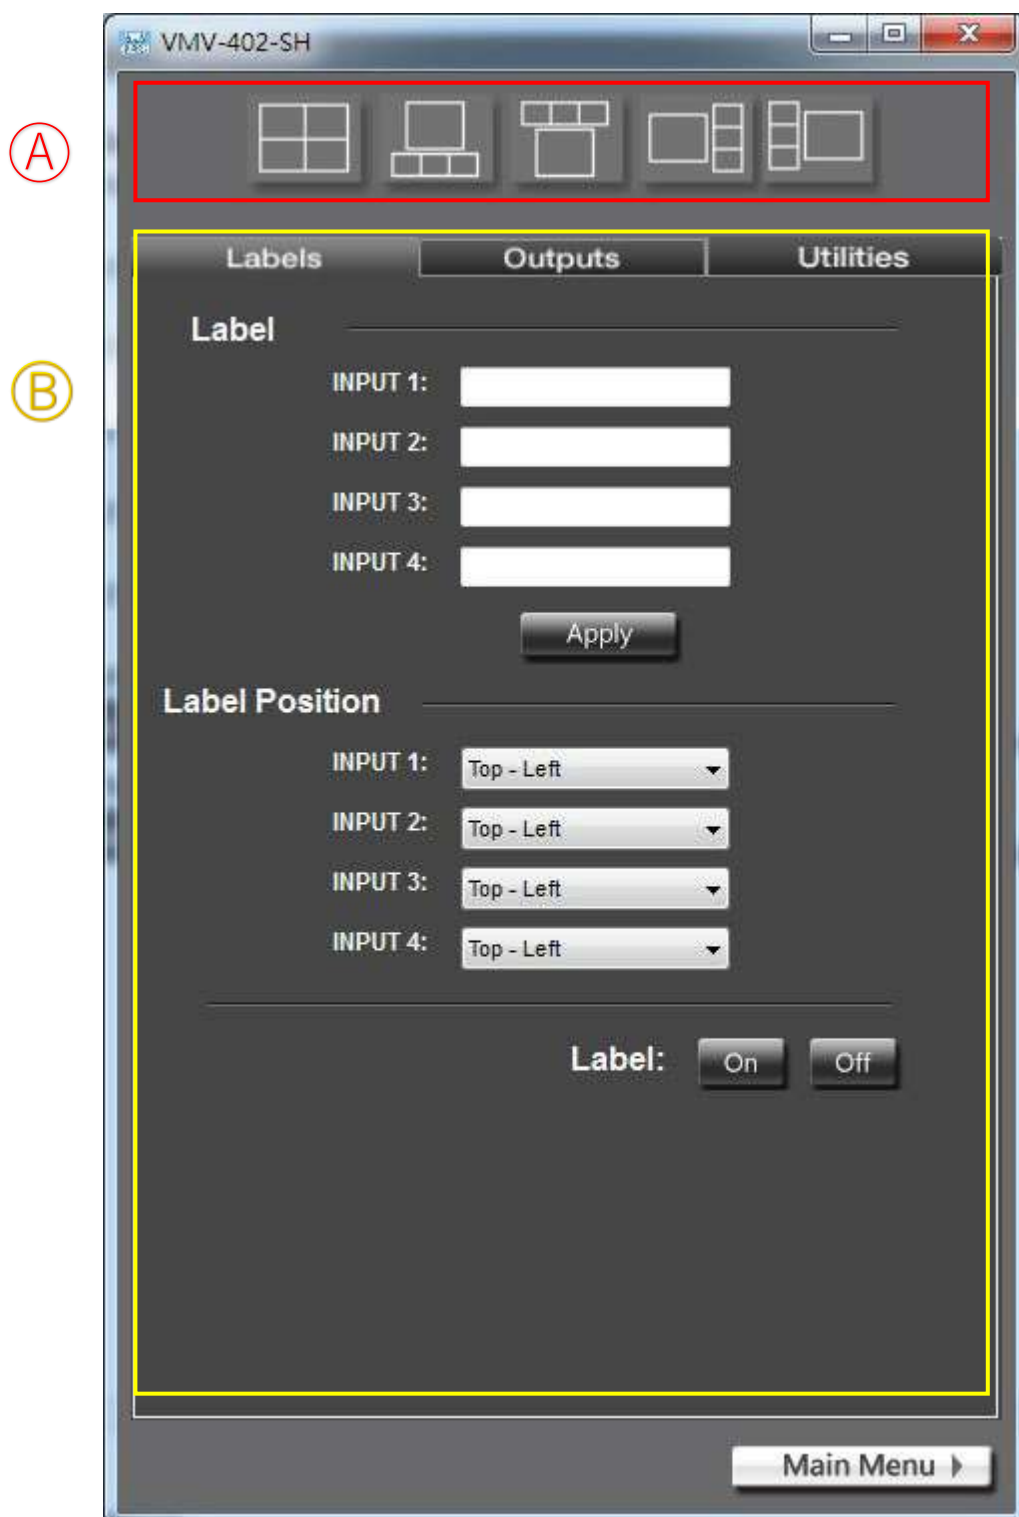 VMV-402-SH
A
Labels Outputs Utilities
B
Label
INPUT 1:
INPUT 2:
INPUT 3:
INPUT 4:
Apply
Label Position
INPUT 1: Top - Left
INPUT 2: Top - Left
INPUT 3: Top - Left
INPUT 4: Top - Left
Label: On Off
Main Menu